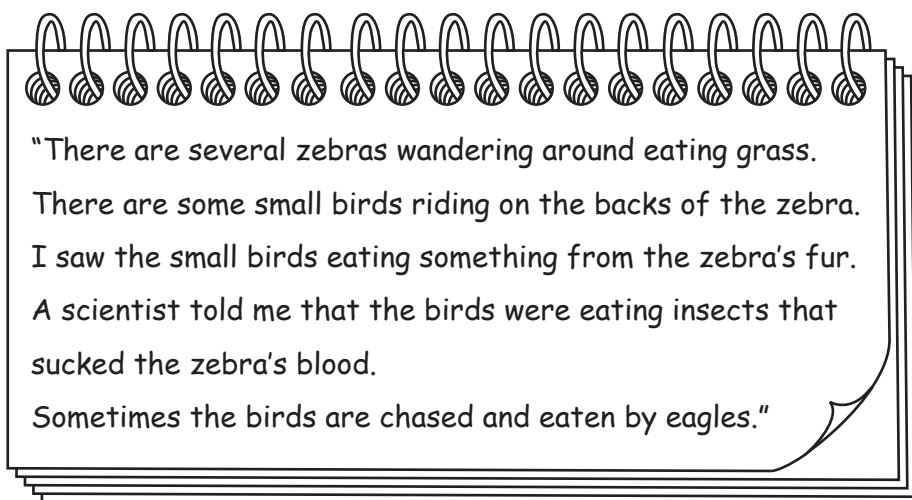 “There are several zebras wandering around eating grass.
There are some small birds riding on the backs of the zebra.
I saw the small birds eating something from the zebra’s fur.
A scientist told me that the birds were eating insects that
sucked the zebra’s blood.
Sometimes the birds are chased and eaten by eagles.”